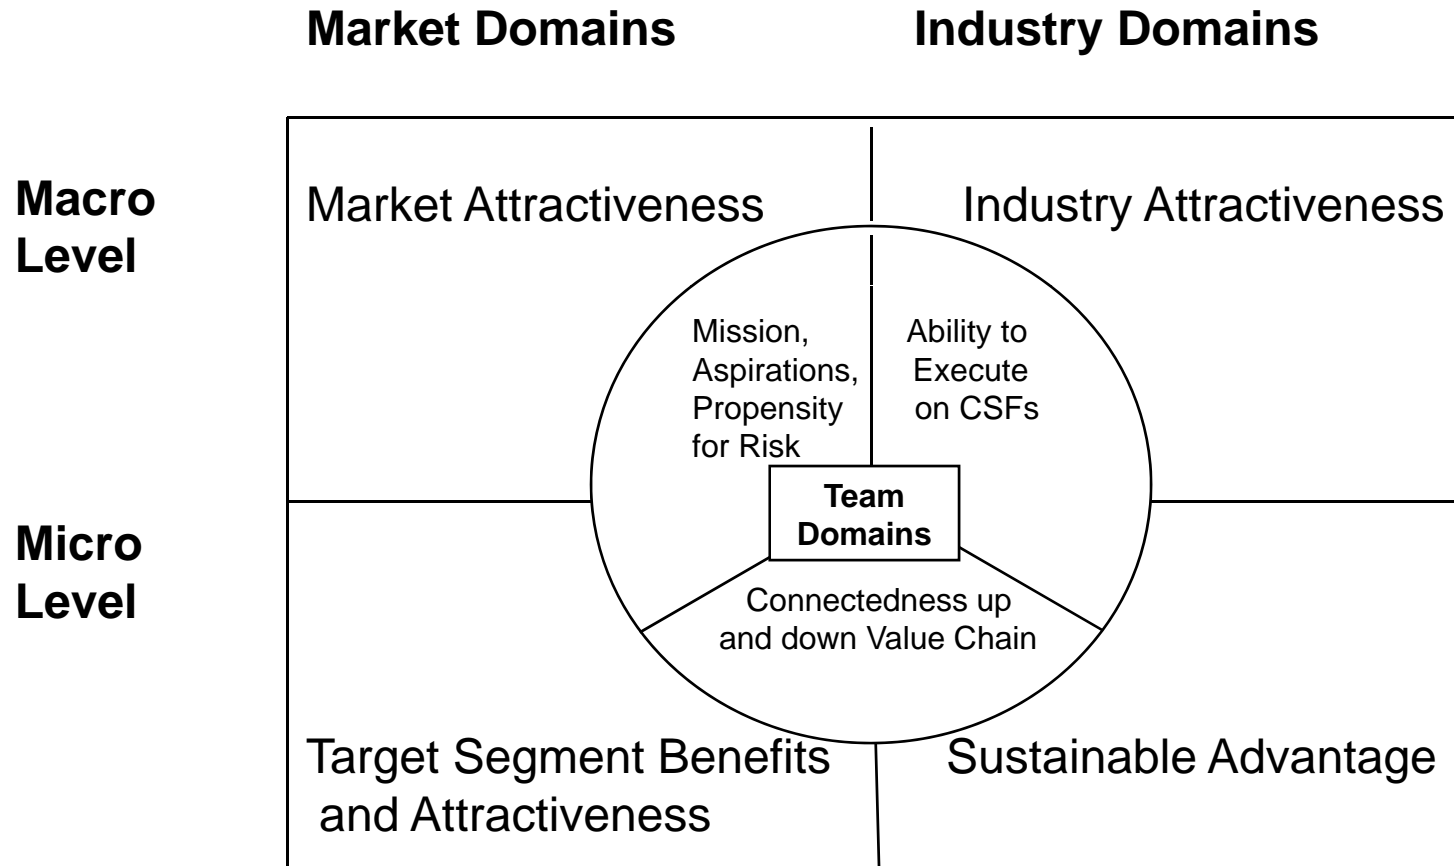 Market Domains
Industry Domains
Macro
Level
Market Attractiveness
Industry Attractiveness
Mission,
Aspirations,
Propensity
for Risk
Ability to
Execute
on CSFs
Team
Domains
Micro
Level
Connectedness up
and down Value Chain
Target Segment Benefits
and Attractiveness
Sustainable Advantage